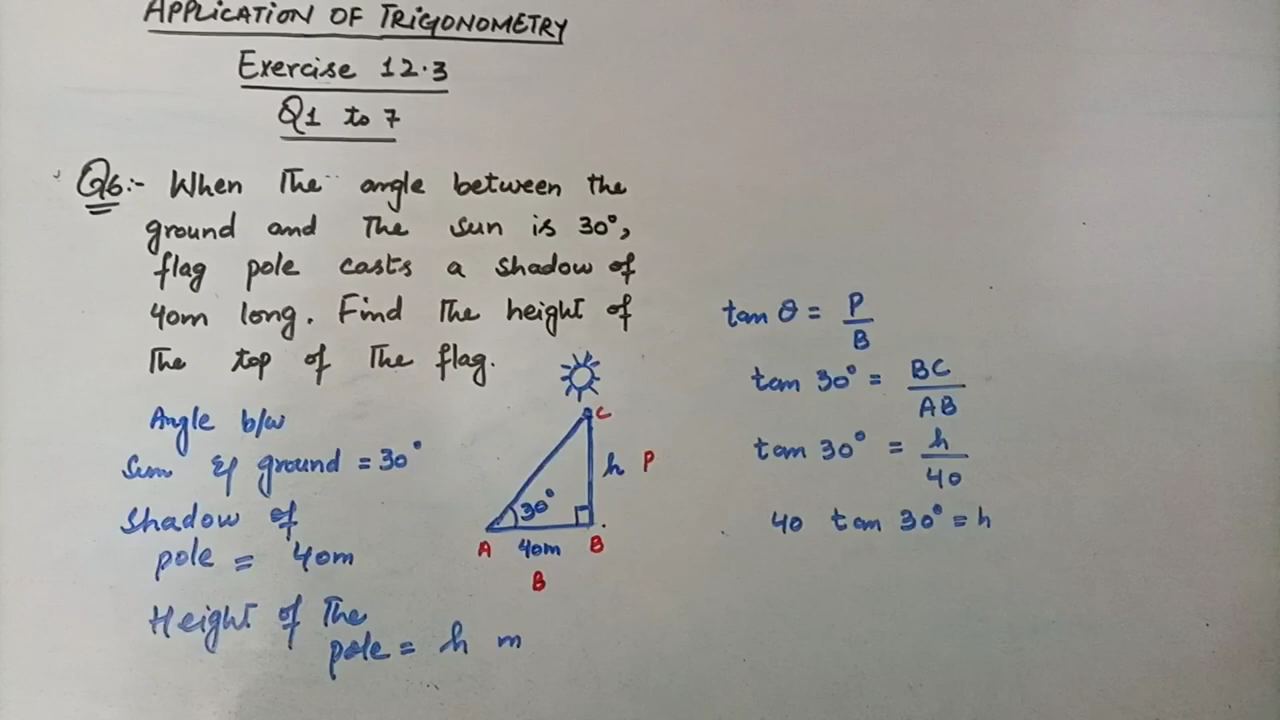 APPLICATION OF TRIGONOMETRY
Exercise 12.3
Q1 to 7
Q6:- When The angle between the
ground and The sun is 30°,
flag pole casts a shadow of
40m long. Find The height of
The top of The flag.
Angle b/w
Sun & ground = 30°
Shadow of
pole = 40m
Height of The
pole = h m
C
h P
30°
A 40m B
B
tan θ = P/B
tan 30° = BC/AB
tan 30° = h/40
40 tan 30° = h